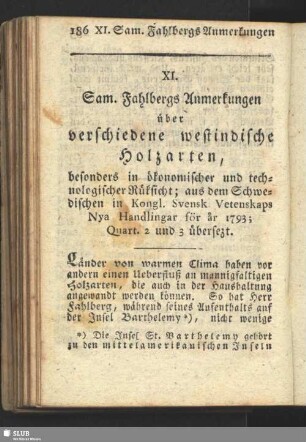 186 XI. Sam. Fahlbergs Anmerkungen
XI.
Sam. Fahlbergs Anmerkungen
über
verschiedene westindische
Holzarten,
besonders in ökonomischer und tech-
nologischer Rüksicht; aus dem Schwe-
dischen in Kongl. Svensk Vetenskaps
Nya Handlingar för år 1793;
Quart. 2 und 3 übersezt.
Länder von warmen Clima haben vor
andern einen Ueberfluß an mannigfaltigen
Holzarten, die auch in der Haushaltung
angewandt werden können. So hat Herr
Fahlberg, während seines Aufenthalts auf
der Insel Barthelemy *), nicht wenige
*) Die Insel St. Barthelemy gehört
zu den mittelamerikanischen Inseln
SLUB